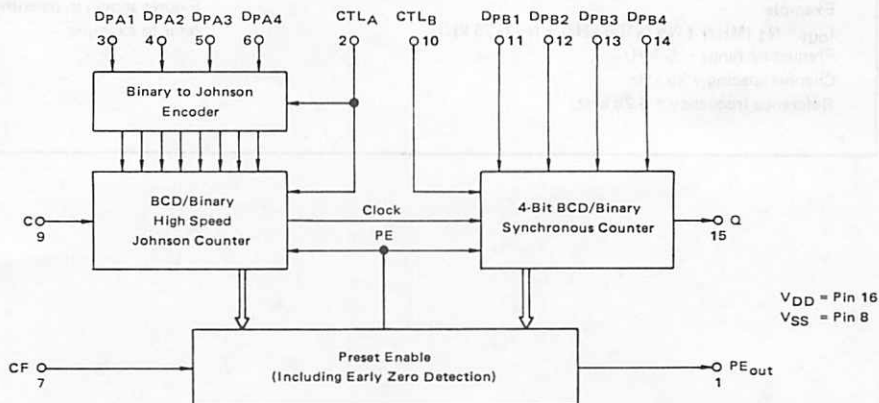 DPA1 DPA2 DPA3 DPA4 CTLA CTLB DPB1 DPB2 DPB3 DPB4
3 4 5 6 2 10 11 12 13 14
Binary to Johnson
Encoder
BCD/Binary
High Speed
Johnson Counter
Clock
PE
4-Bit BCD/Binary
Synchronous Counter
C
9
Q
15
VDD = Pin 16
VSS = Pin 8
CF
7
Preset Enable
(Including Early Zero Detection)
PEout
1
Example